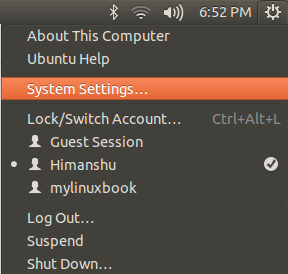 6:52 PM
About This Computer
Ubuntu Help
System Settings...
Lock/Switch Account... Ctrl+Alt+L
Guest Session
Himanshu
mylinuxbook
Log Out...
Suspend
Shut Down...